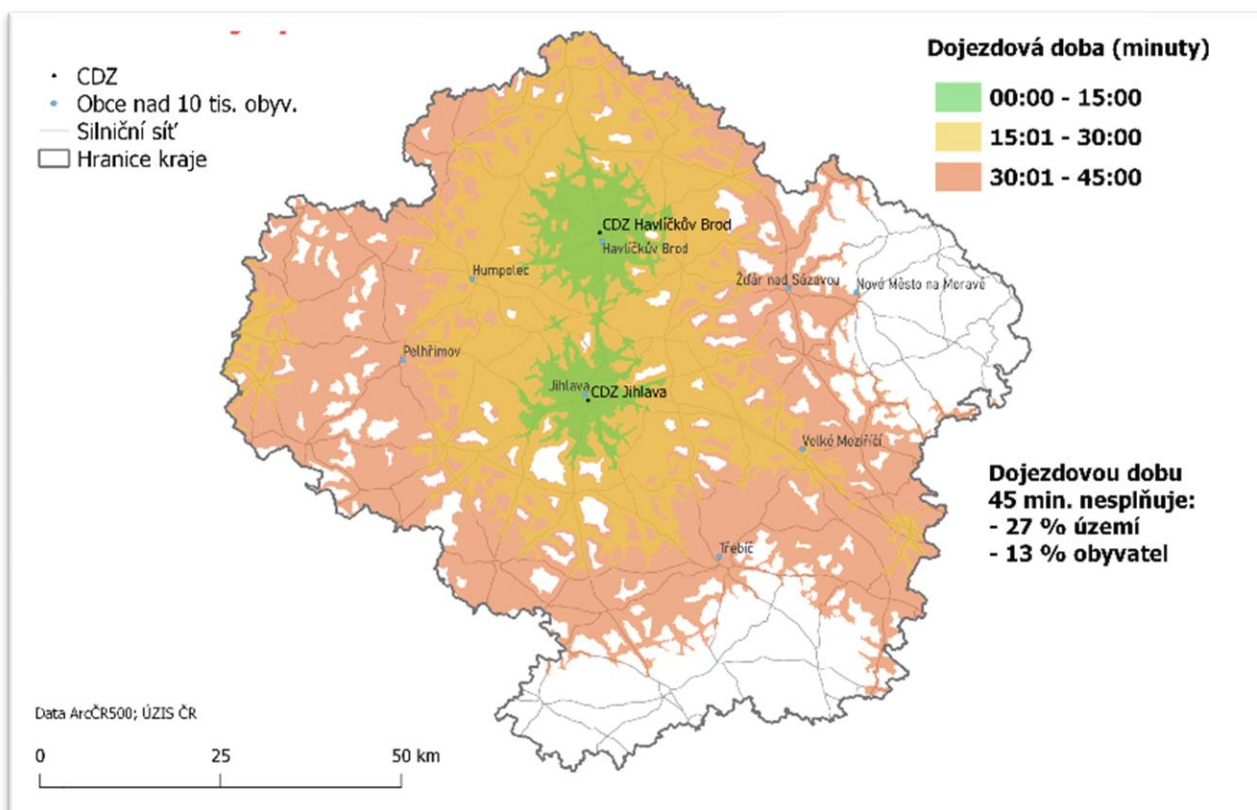 CDZ
Obce nad 10 tis. obyv.
Silniční síť
Hranice kraje
Dojezdová doba (minuty)
00:00 - 15:00
15:01 - 30:00
30:01 - 45:00
CDZ Havlíčkův Brod
Havlíčkův Brod
Humpolec
Žďár nad Sázavou
Nové Město na Moravě
Pelhřimov
Jihlava
CDZ Jihlava
Velké Meziříčí
Třebíč
Dojezdovou dobu
45 min. nesplňuje:
- 27 % území
- 13 % obyvatel
Data ArcČR500; ÚZIS ČR
0 25 50 km